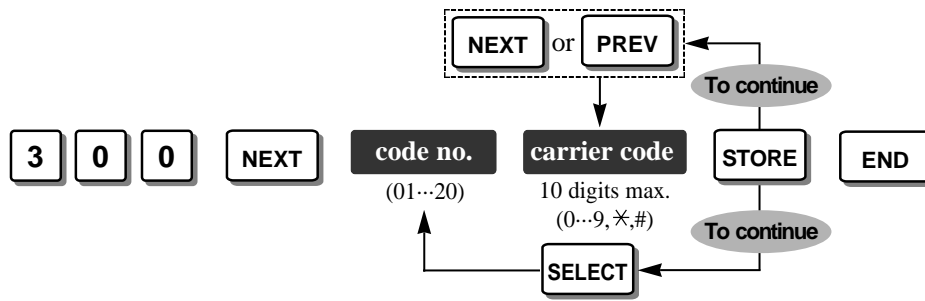 NEXT or PREV
To continue
3 0 0 NEXT code no. carrier code STORE END
(01···20) 10 digits max.
(0···9,✳,#)
To continue
SELECT